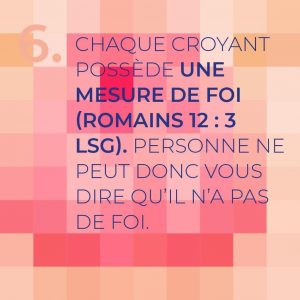 6.
CHAQUE CROYANT
POSSÈDE UNE
MESURE DE FOI
(ROMAINS 12 : 3
LSG). PERSONNE NE
PEUT DONC VOUS
DIRE QU’IL N’A PAS
DE FOI.